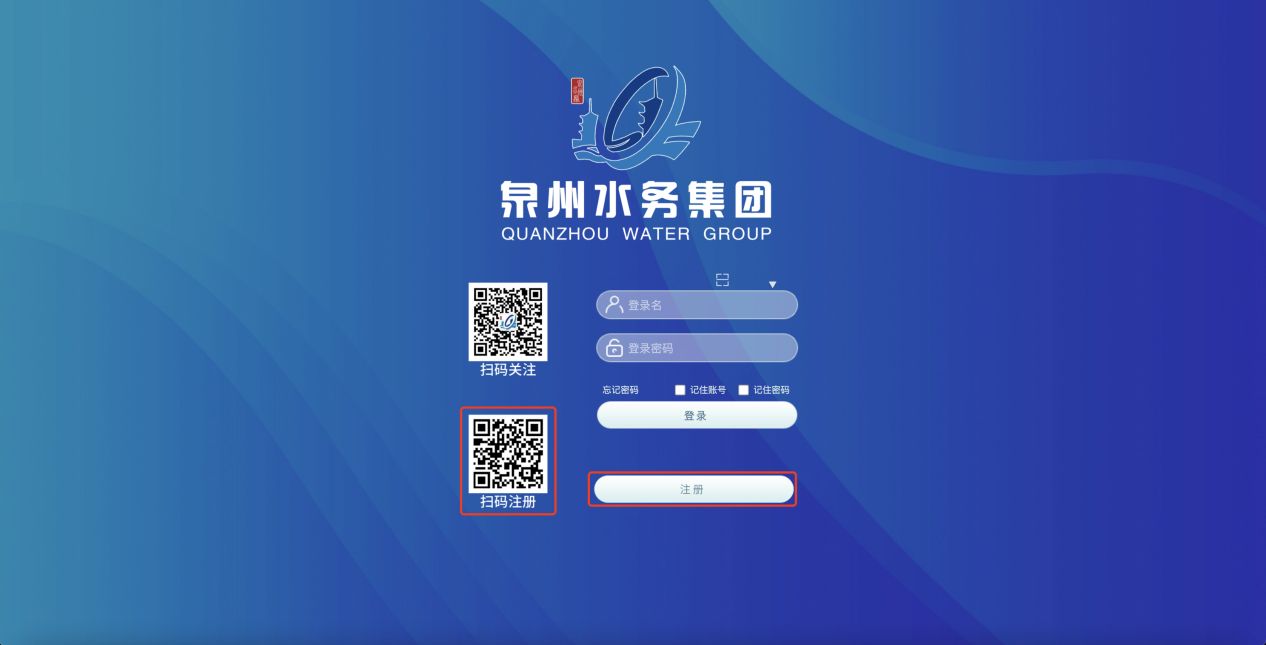 泉州水务集团
QUANZHOU WATER GROUP
登录名
扫码关注
登录密码
忘记密码 记住账号 记住密码
登录
注册
扫码注册